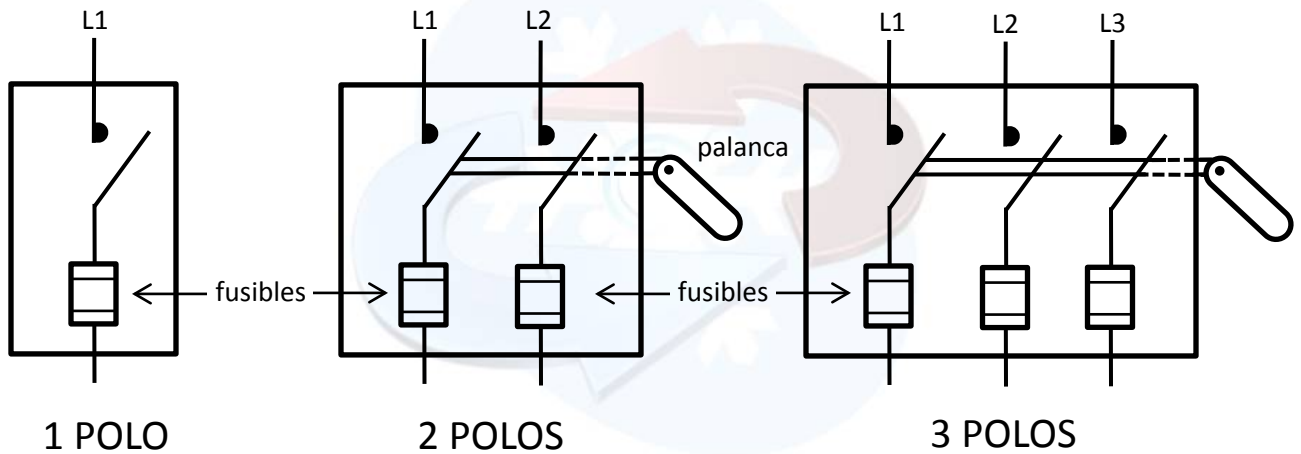 L1
L1
L2
L1
L2
L3
palanca
fusibles
fusibles
1 POLO
2 POLOS
3 POLOS